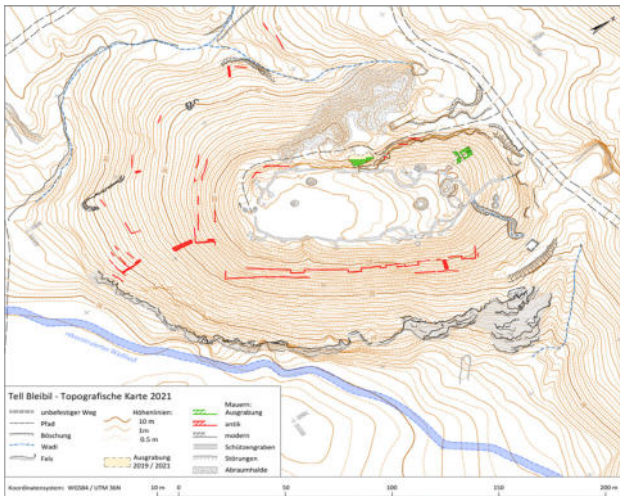 Tell Bleibil - Topografische Karte 2021
unbefestiger Weg
Pfad
Böschung
Wadi
Fels
Höhenlinien:
10 m
1m
0.5 m
Ausgrabung
2019 / 2021
Mauern:
Ausgrabung
antik
modern
Schützengraben
Störungen
Abraumhalde
Koordinatensystem: WGS84 / UTM 36N
10 m 0 50 100 150 200 m